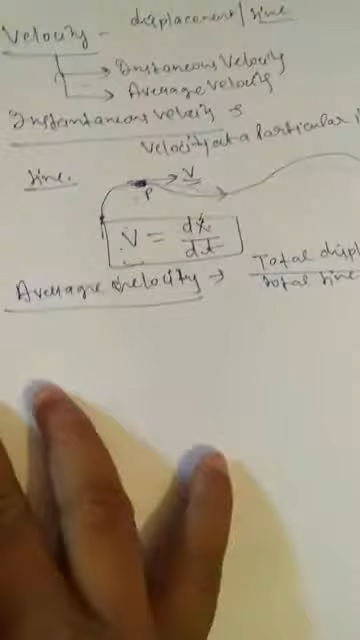 Velocity - displacement/time
→ Instaneous Velocity
→ Average Velocity
Instantaneous velocity →
Velocity at a particular
time.
V
P
V = dx/dt
Average velocity → Total displ/Total time